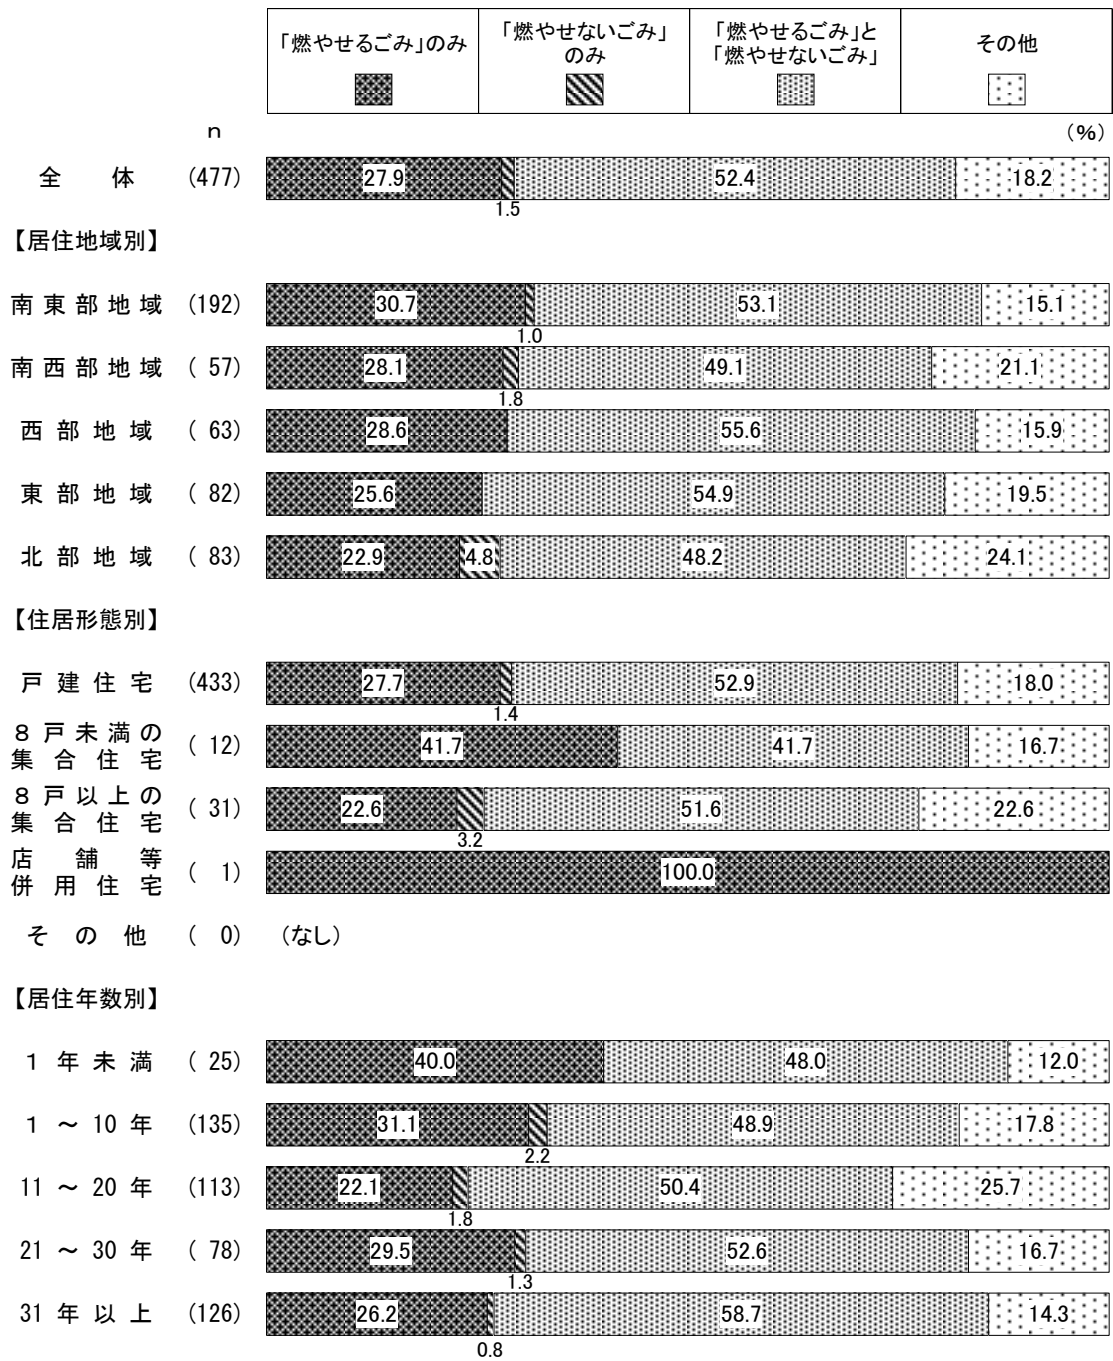 「燃やせるごみ」のみ
「燃やせないごみ」
のみ
「燃やせるごみ」と
「燃やせないごみ」
その他
n
(%)
全体 (477) 27.9 52.4 18.2
1.5
【居住地域別】
南東部地域 (192) 30.7 53.1 15.1
1.0
南西部地域 ( 57) 28.1 49.1 21.1
1.8
西部地域 ( 63) 28.6 55.6 15.9
東部地域 ( 82) 25.6 54.9 19.5
北部地域 ( 83) 22.9 4.8 48.2 24.1
【住居形態別】
戸建住宅 (433) 27.7 52.9 18.0
1.4
８戸未満の
集合住宅 ( 12) 41.7 41.7 16.7
８戸以上の
集合住宅 ( 31) 22.6 51.6 22.6
3.2
店舗等
併用住宅 ( 1) 100.0
その他 ( 0) (なし)
【居住年数別】
１年未満 ( 25) 40.0 48.0 12.0
１～10年 (135) 31.1 48.9 17.8
2.2
11～20年 (113) 22.1 50.4 25.7
1.8
21～30年 ( 78) 29.5 52.6 16.7
1.3
31年以上 (126) 26.2 58.7 14.3
0.8